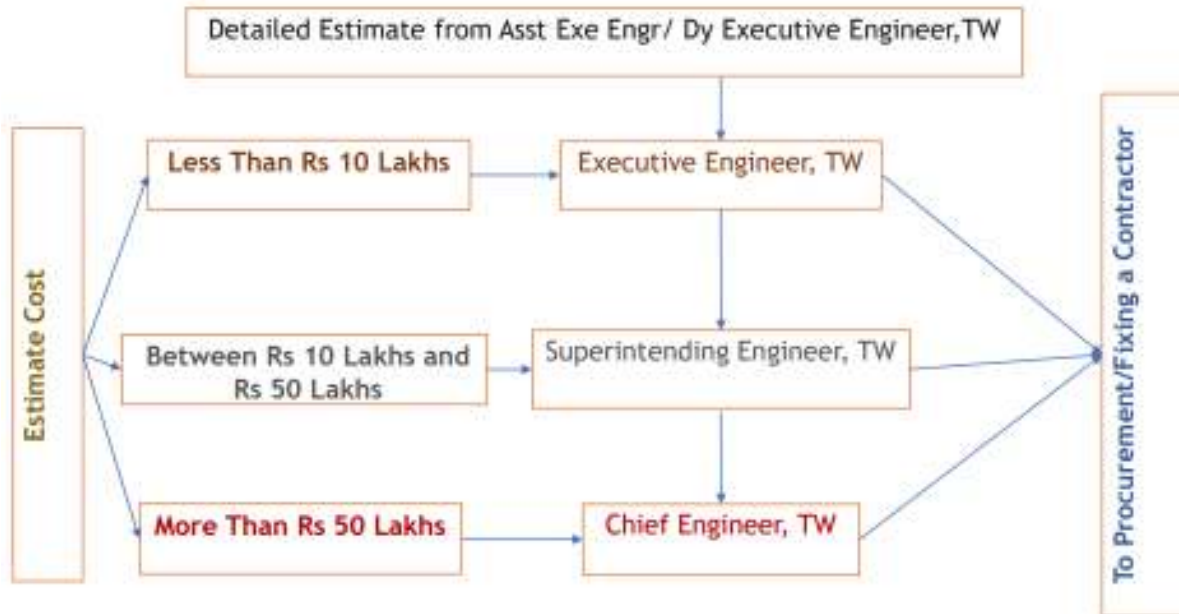 Detailed Estimate from Asst Exe Engr/ Dy Executive Engineer,TW
Estimate Cost
Less Than Rs 10 Lakhs
Executive Engineer, TW
Between Rs 10 Lakhs and
Rs 50 Lakhs
Superintending Engineer, TW
More Than Rs 50 Lakhs
Chief Engineer, TW
To Procurement/Fixing a Contractor